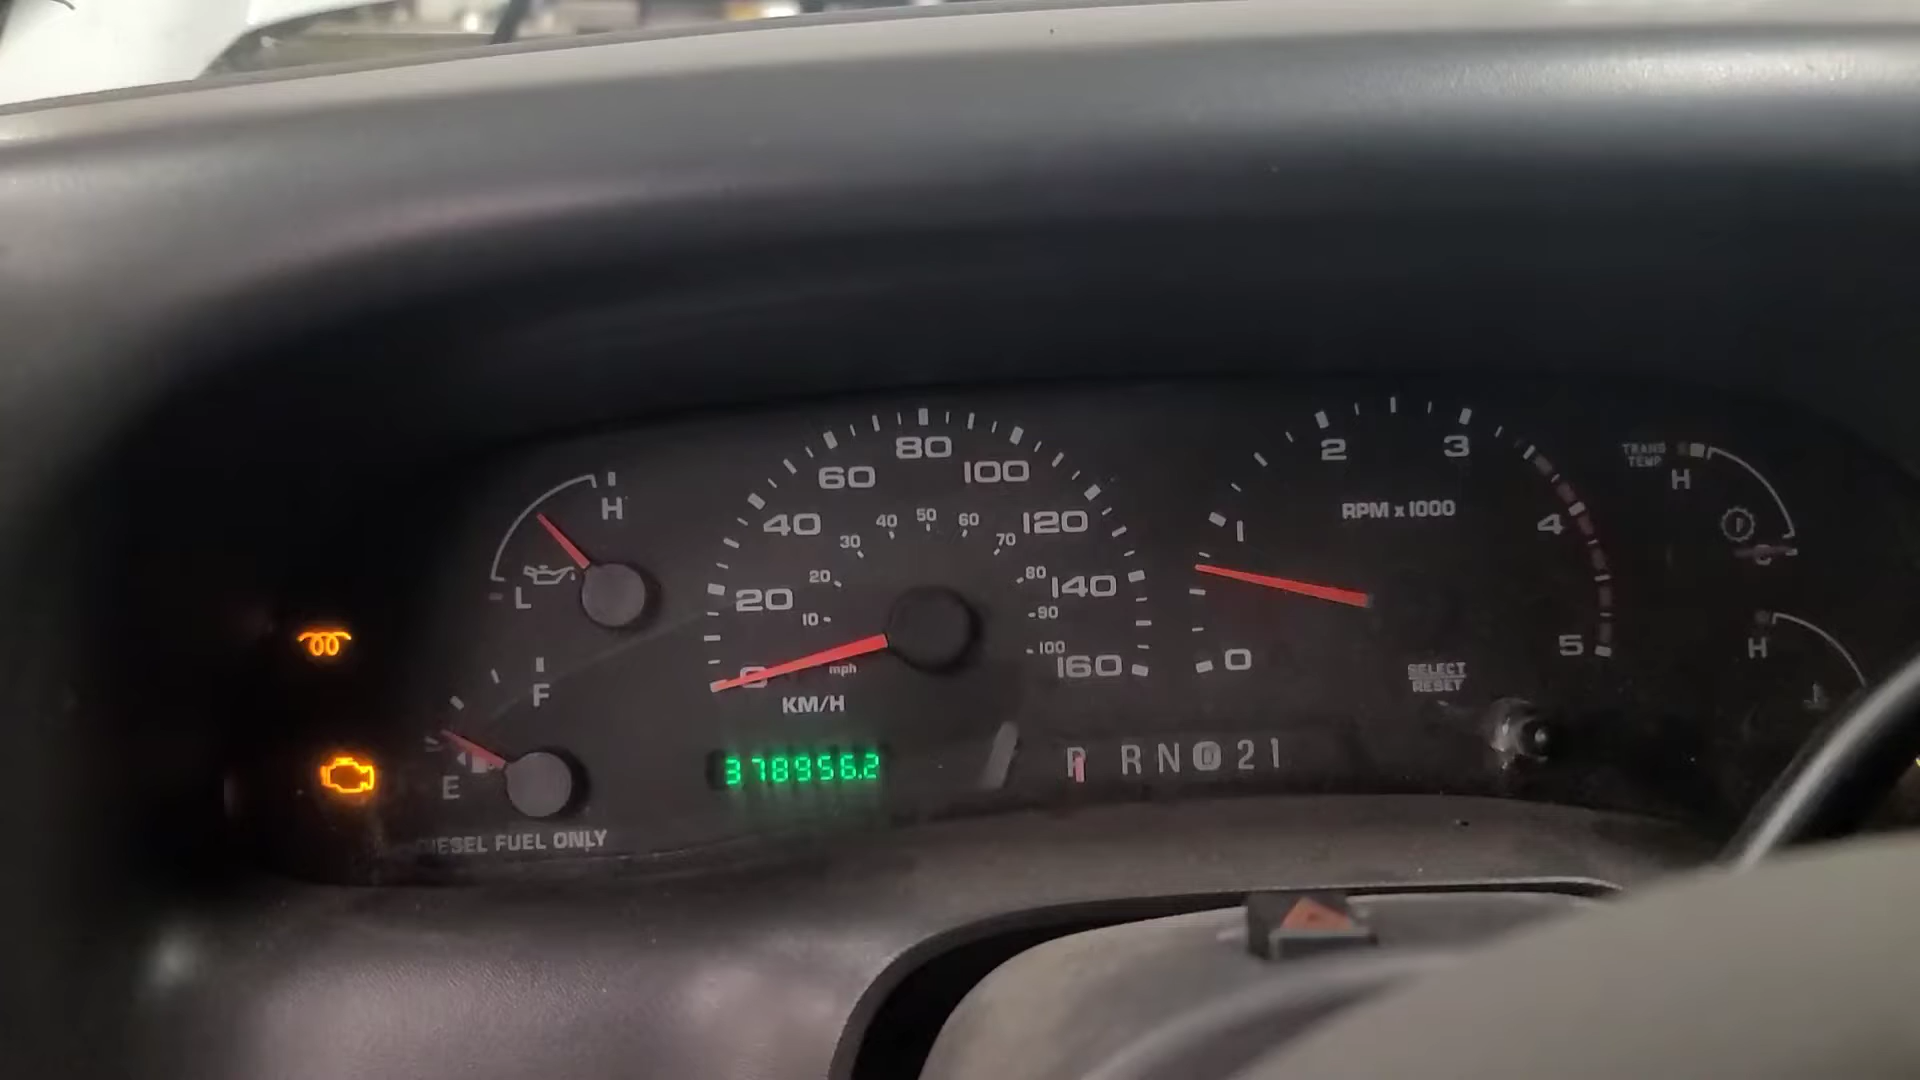 H
L
F
E
DIESEL FUEL ONLY
0 20 40 60 80 100 120 140 160
10 20 30 40 50 60 70 80 90 100
mph
KM/H
378956.2
0 1 2 3 4 5
RPM x 1000
SELECT
RESET
P R N D 2 1
TRANS
TEMP
H
P
C
H